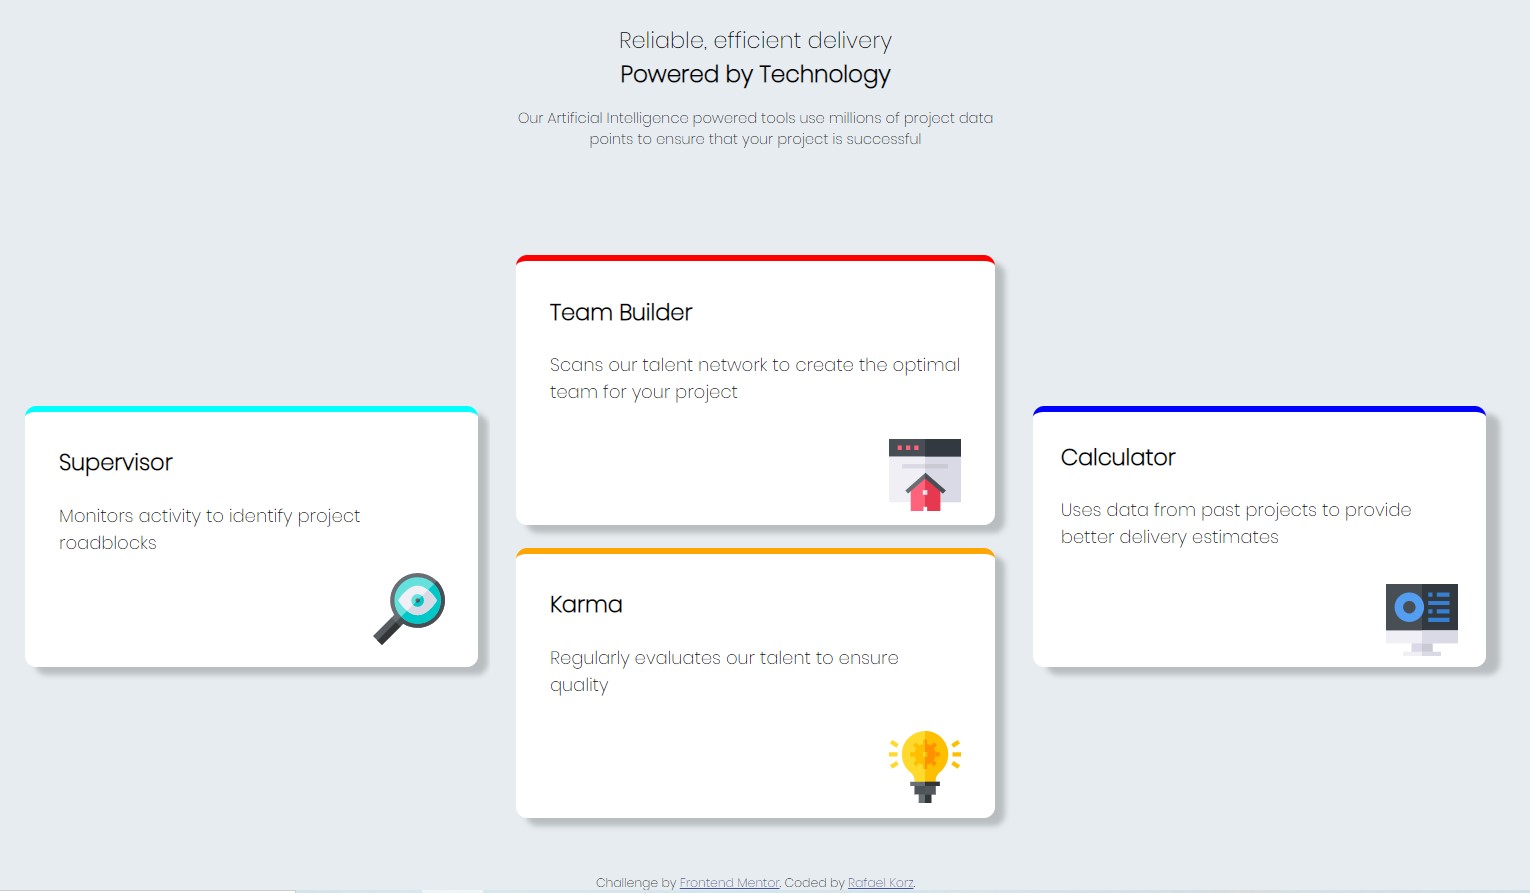 Reliable, efficient delivery
Powered by Technology
Our Artificial Intelligence powered tools use millions of project data
points to ensure that your project is successful
Supervisor
Monitors activity to identify project
roadblocks
Team Builder
Scans our talent network to create the optimal
team for your project
Karma
Regularly evaluates our talent to ensure
quality
Calculator
Uses data from past projects to provide
better delivery estimates
Challenge by Frontend Mentor. Coded by Rafael Korz.